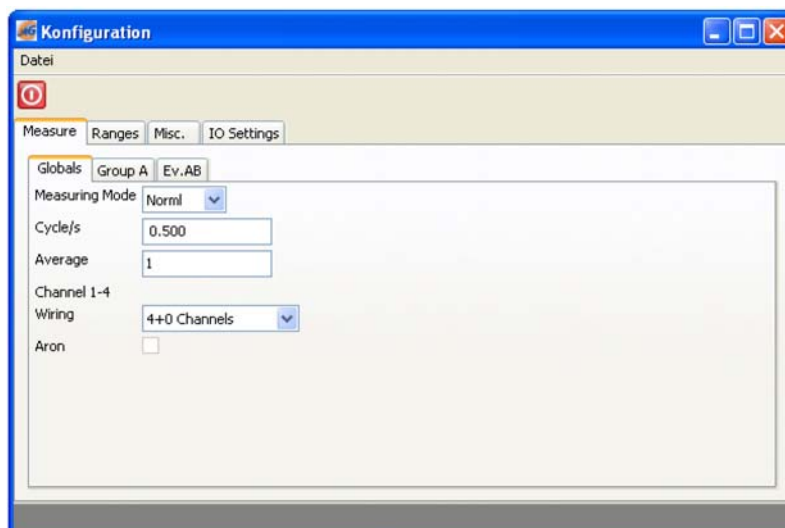 Konfiguration
Datei
Measure Ranges Misc. IO Settings
Globals Group A Ev.AB
Measuring Mode Norml
Cycle/s 0.500
Average 1
Channel 1-4
Wiring 4+0 Channels
Aron